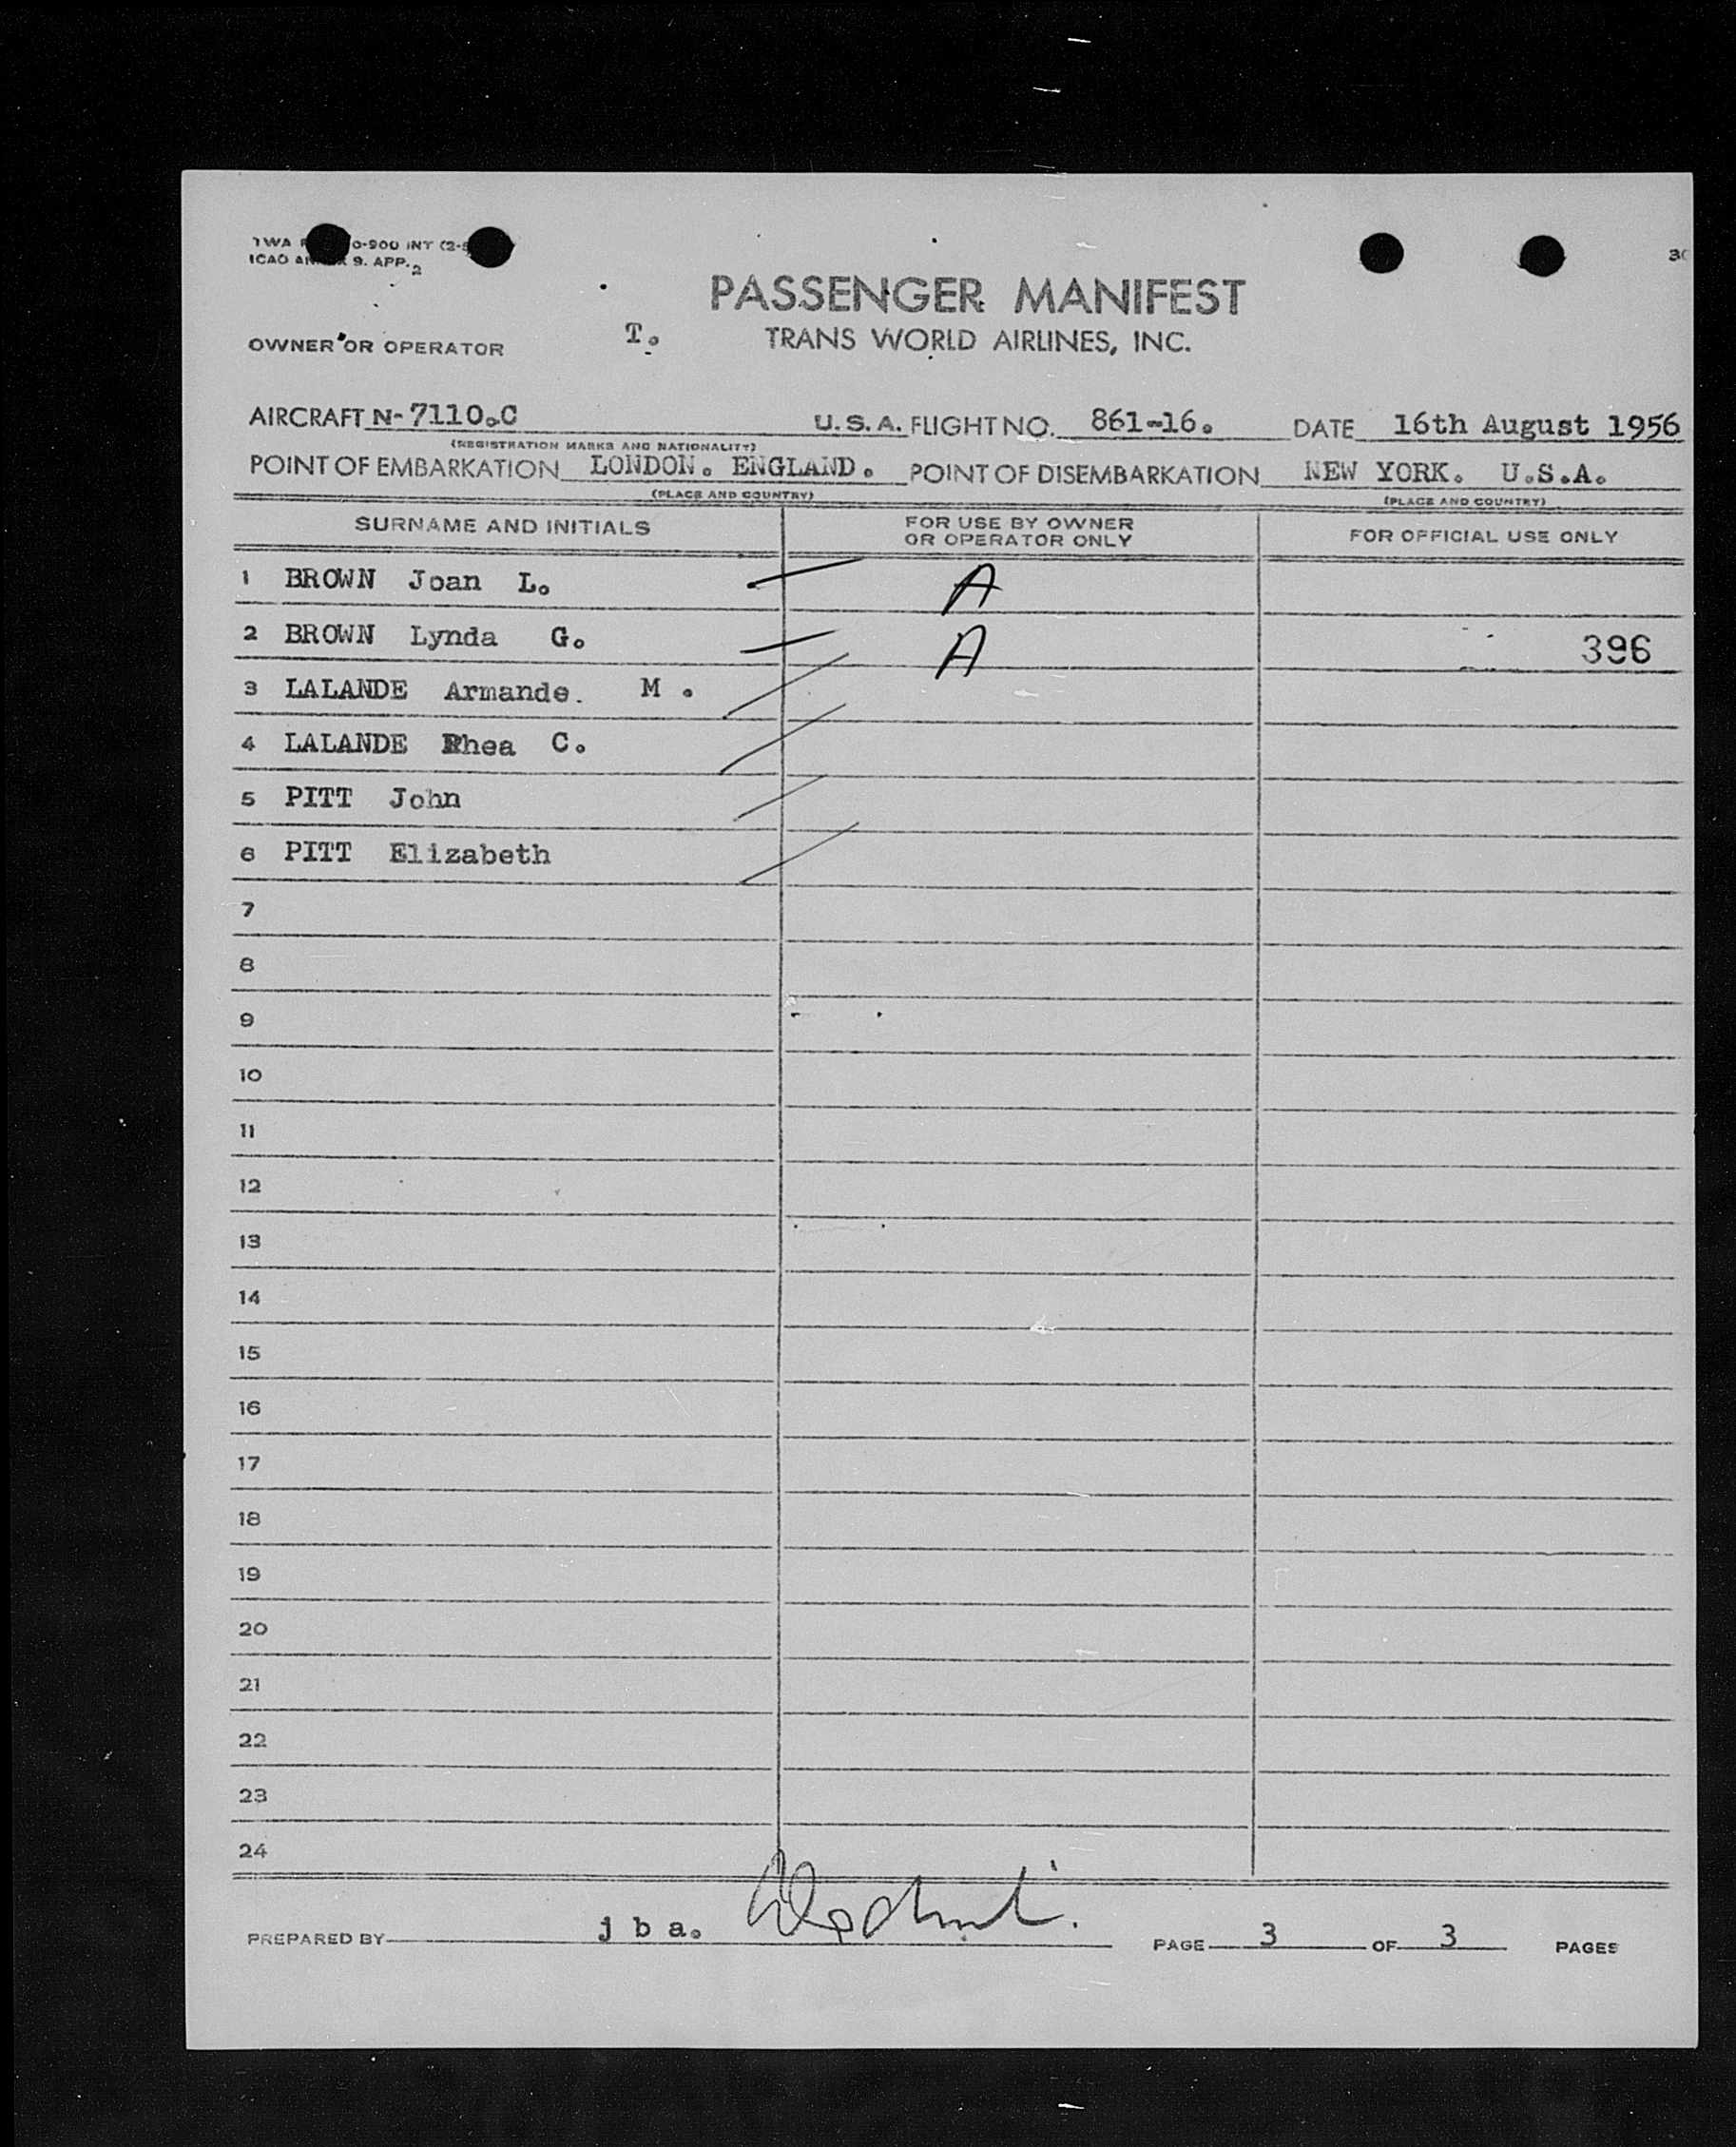 TWA 0-900 INT (2-
ICAO 9. APP. 2
PASSENGER MANIFEST
OWNER OR OPERATOR T. TRANS WORLD AIRLINES, INC.
AIRCRAFT N-7110.C U.S.A. FLIGHT NO. 861-16. DATE 16th August 1956
(REGISTRATION MARKS AND NATIONALITY)
POINT OF EMBARKATION LONDON. ENGLAND. POINT OF DISEMBARKATION NEW YORK. U.S.A.
(PLACE AND COUNTRY) (PLACE AND COUNTRY)
SURNAME AND INITIALS FOR USE BY OWNER OR OPERATOR ONLY FOR OFFICIAL USE ONLY
1 BROWN Joan L. A
2 BROWN Lynda G. A 396
3 LALANDE Armande. M.
4 LALANDE Rhea C.
5 PITT John
6 PITT Elizabeth
7
8
9
10
11
12
13
14
15
16
17
18
19
20
21
22
23
24
PREPARED BY j b a. PAGE 3 OF 3 PAGES